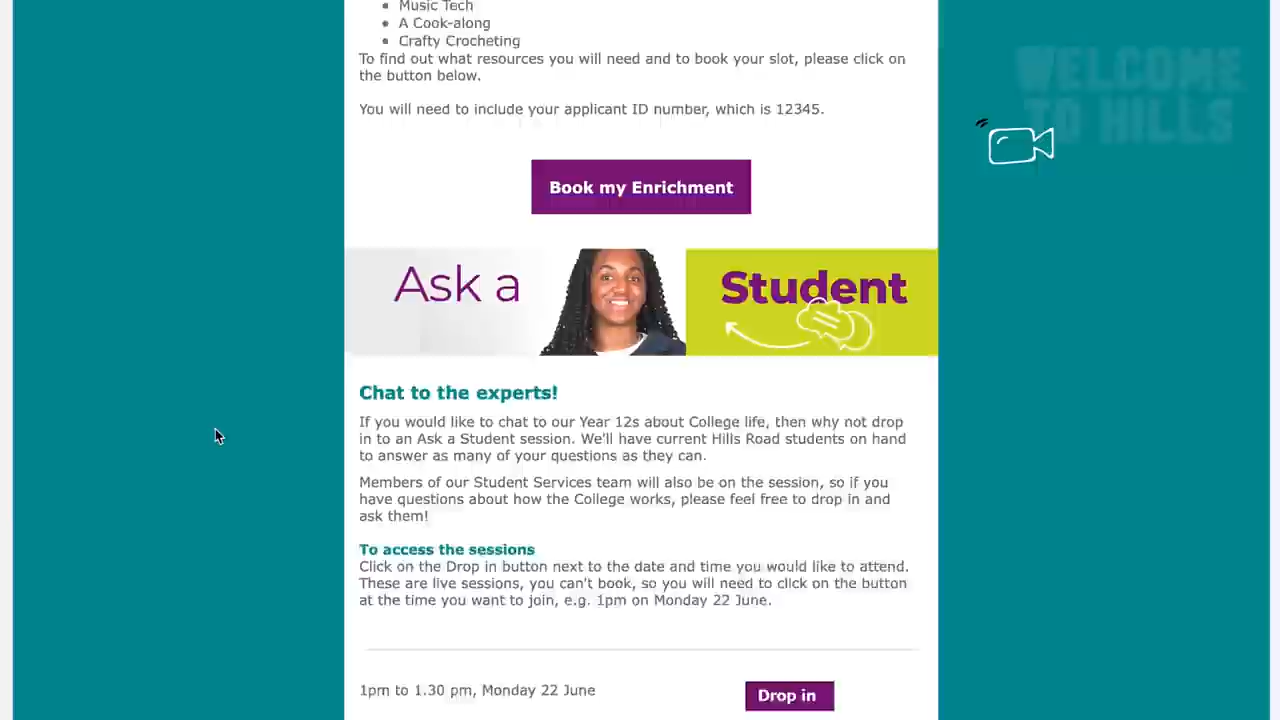 Music Tech
A Cook-along
Crafty Crocheting
To find out what resources you will need and to book your slot, please click on
the button below.
You will need to include your applicant ID number, which is 12345.
WELCOME
TO HILLS
Book my Enrichment
Ask a Student
Chat to the experts!
If you would like to chat to our Year 12s about College life, then why not drop
in to an Ask a Student session. We'll have current Hills Road students on hand
to answer as many of your questions as they can.
Members of our Student Services team will also be on the session, so if you
have questions about how the College works, please feel free to drop in and
ask them!
To access the sessions
Click on the Drop in button next to the date and time you would like to attend.
These are live sessions, you can't book, so you will need to click on the button
at the time you want to join, e.g. 1pm on Monday 22 June.
1pm to 1.30 pm, Monday 22 June
Drop in